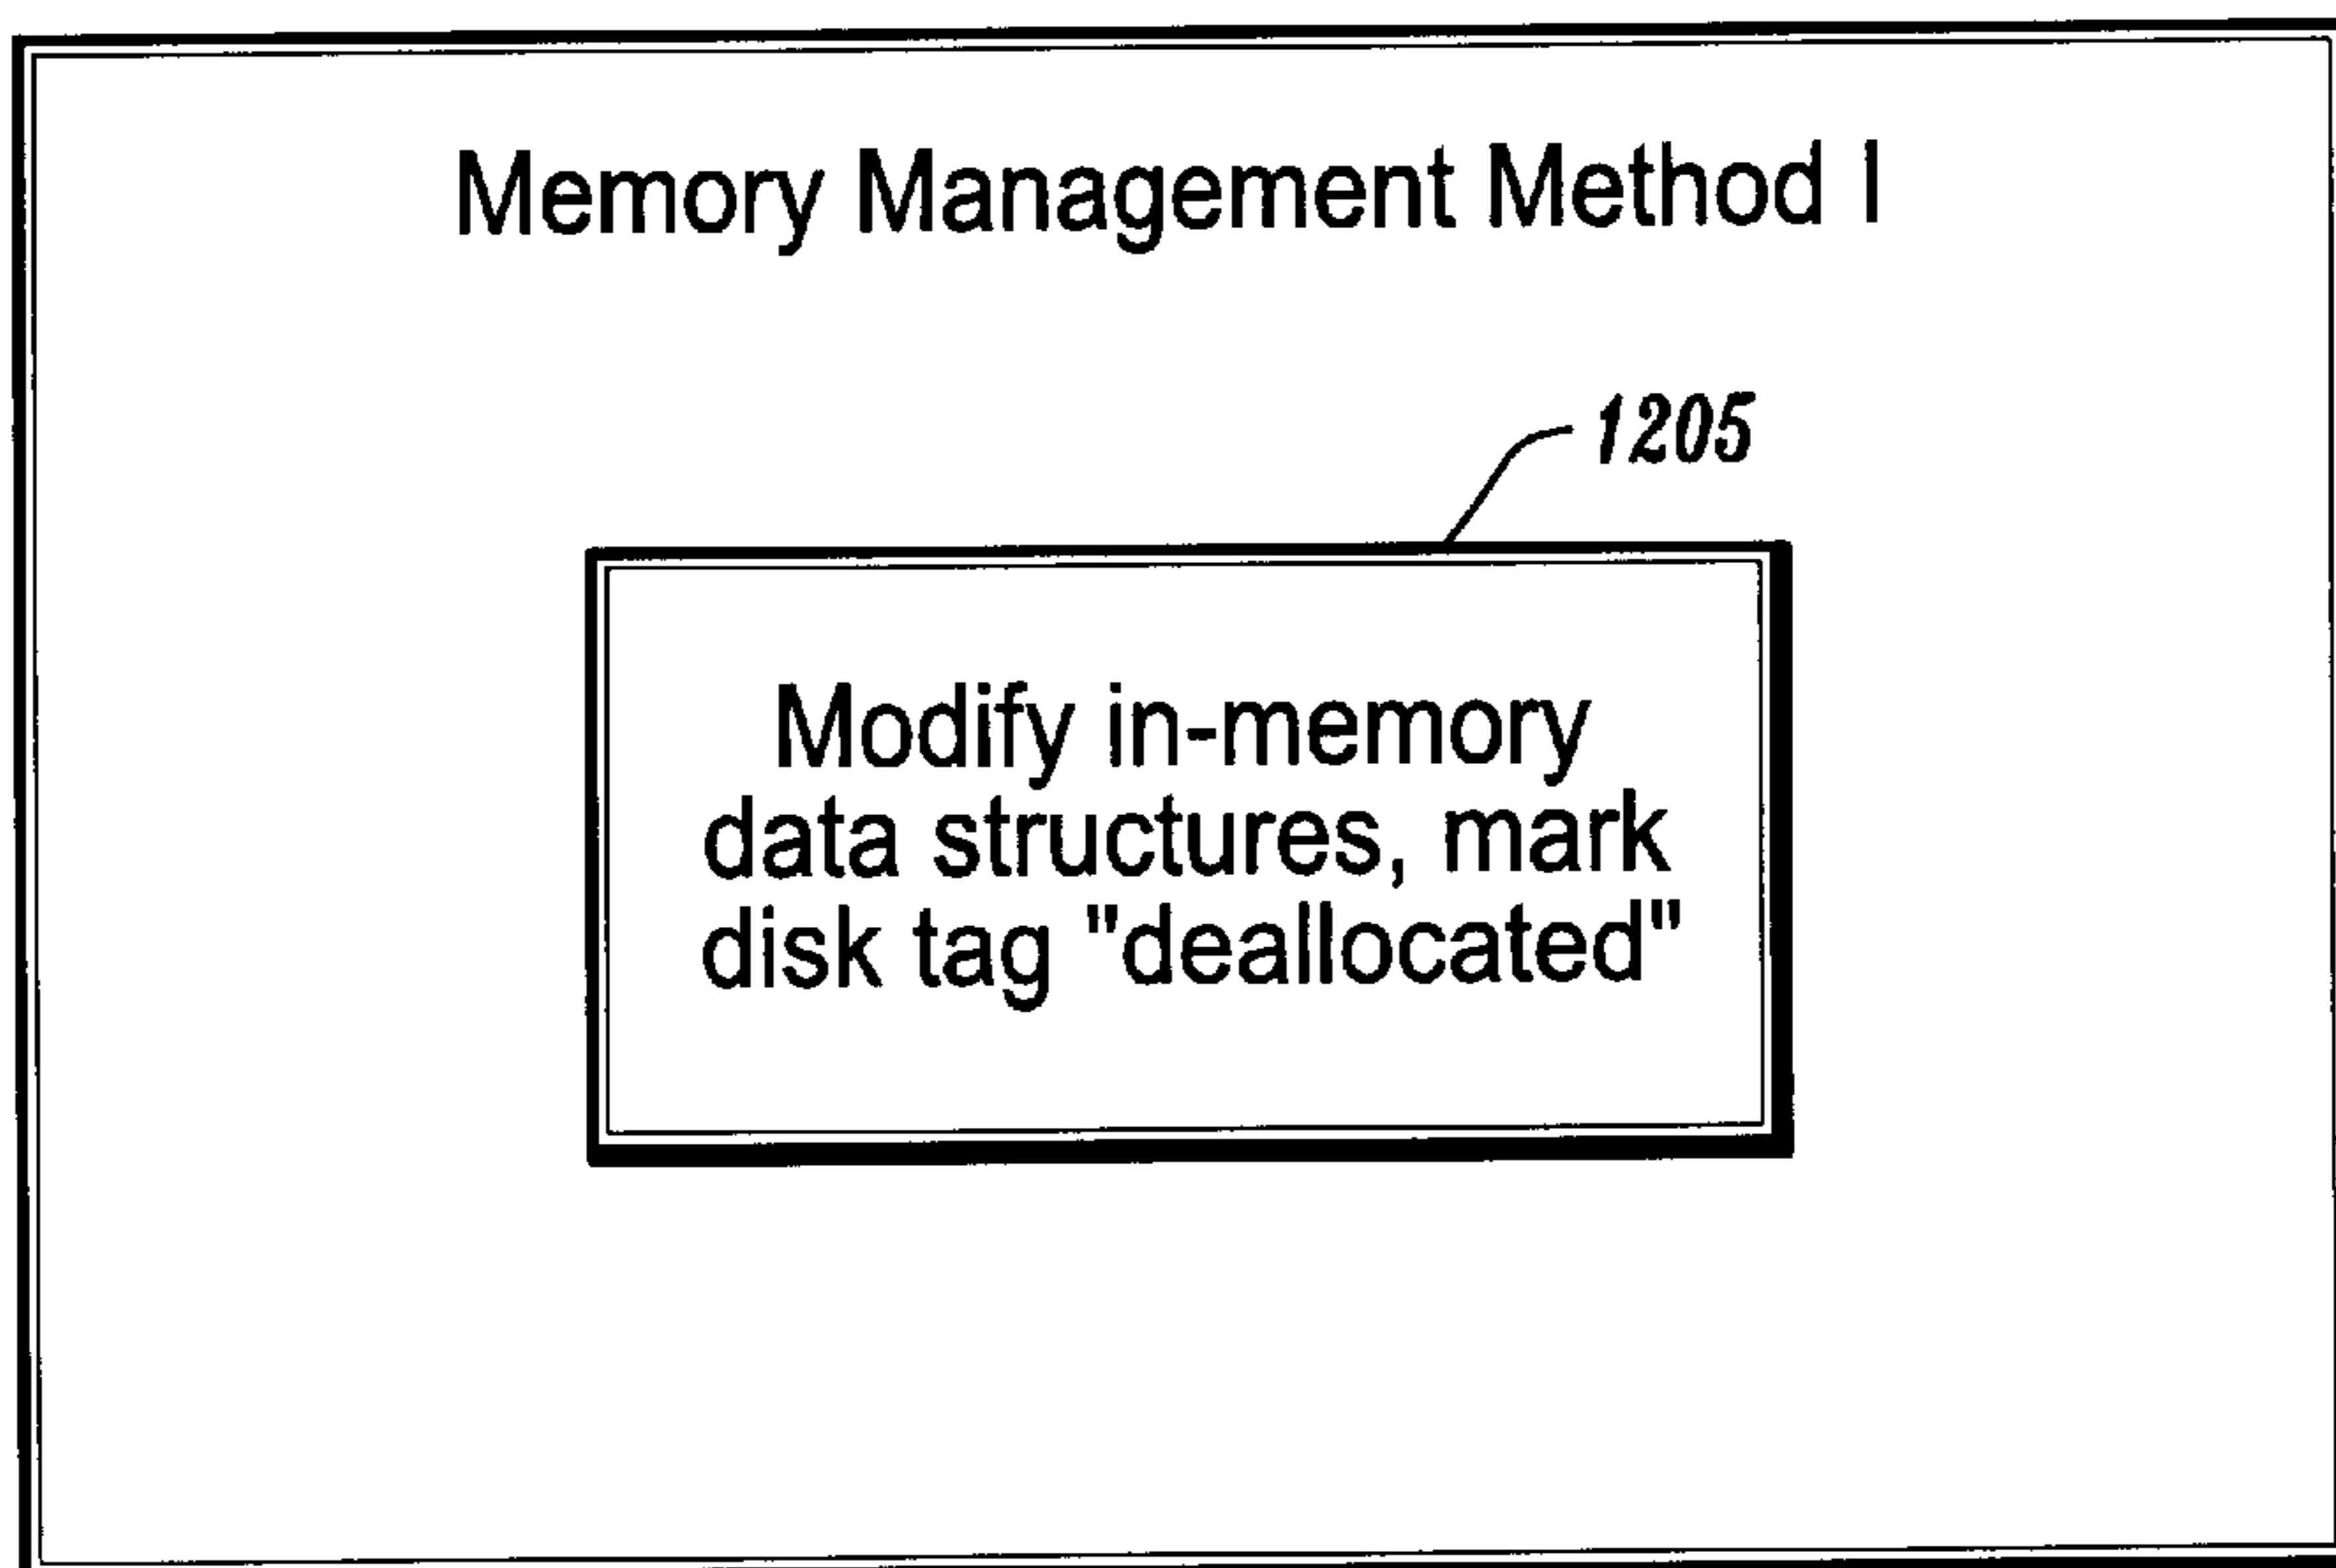 Memory Management Method I
1205
Modify in-memory
data structures, mark
disk tag "deallocated"